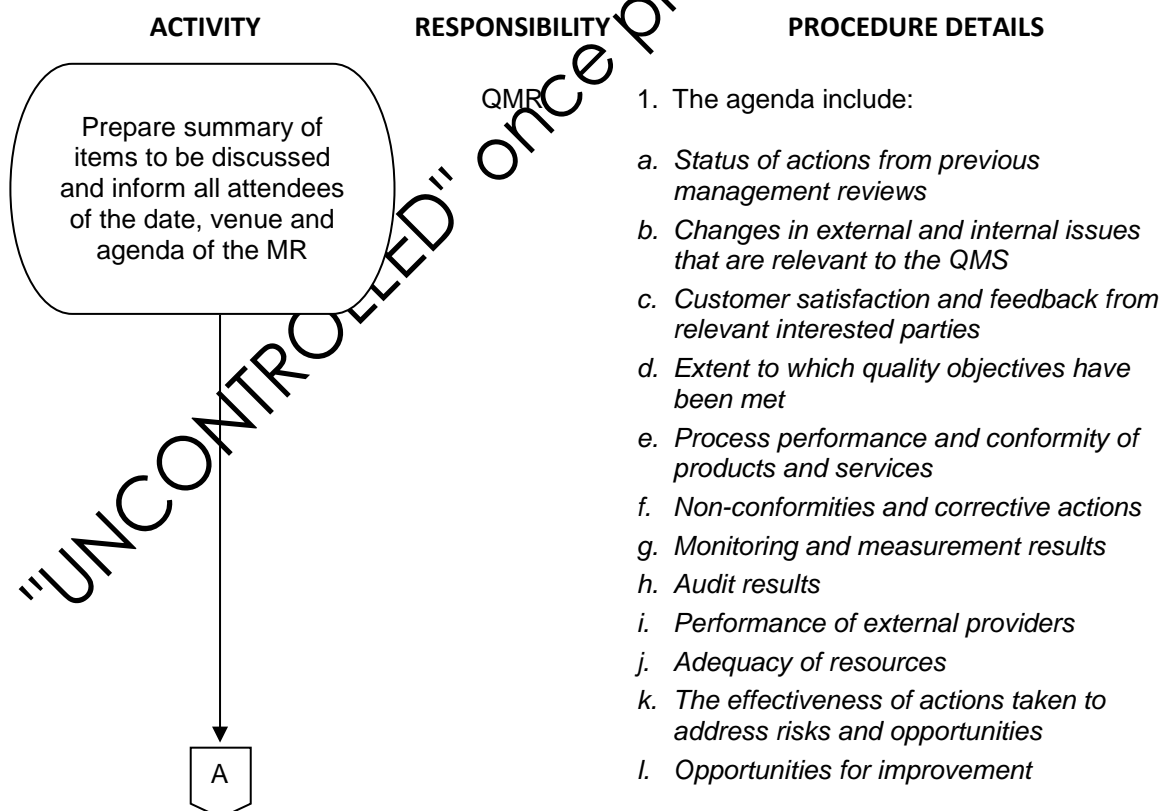 ACTIVITY RESPONSIBILITY PROCEDURE DETAILS
Prepare summary of
items to be discussed
and inform all attendees
of the date, venue and
agenda of the MR
A
QMR
1. The agenda include:
a. Status of actions from previous
management reviews
b. Changes in external and internal issues
that are relevant to the QMS
c. Customer satisfaction and feedback from
relevant interested parties
d. Extent to which quality objectives have
been met
e. Process performance and conformity of
products and services
f. Non-conformities and corrective actions
g. Monitoring and measurement results
h. Audit results
i. Performance of external providers
j. Adequacy of resources
k. The effectiveness of actions taken to
address risks and opportunities
l. Opportunities for improvement
"UNCONTROLLED" once